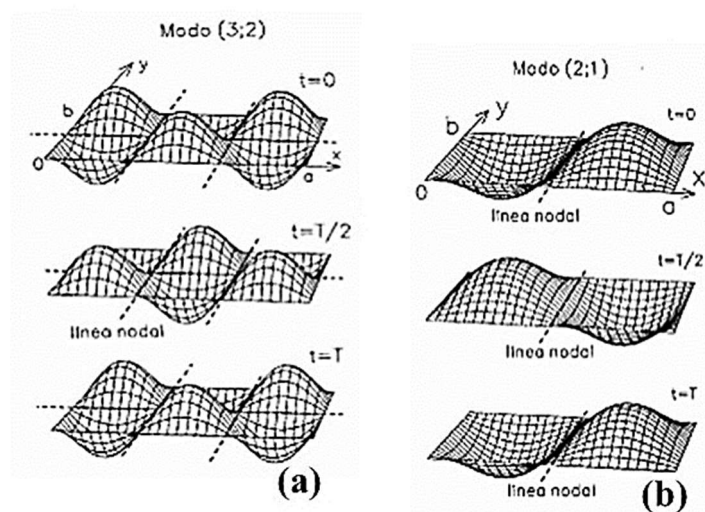 Modo (3;2)
t=0
y
b
0
a
x
t=T/2
línea nodal
t=T
(a)
Modo (2;1)
t=0
y
b
0
a
X
línea nodal
t=T/2
línea nodal
t=T
línea nodal
(b)